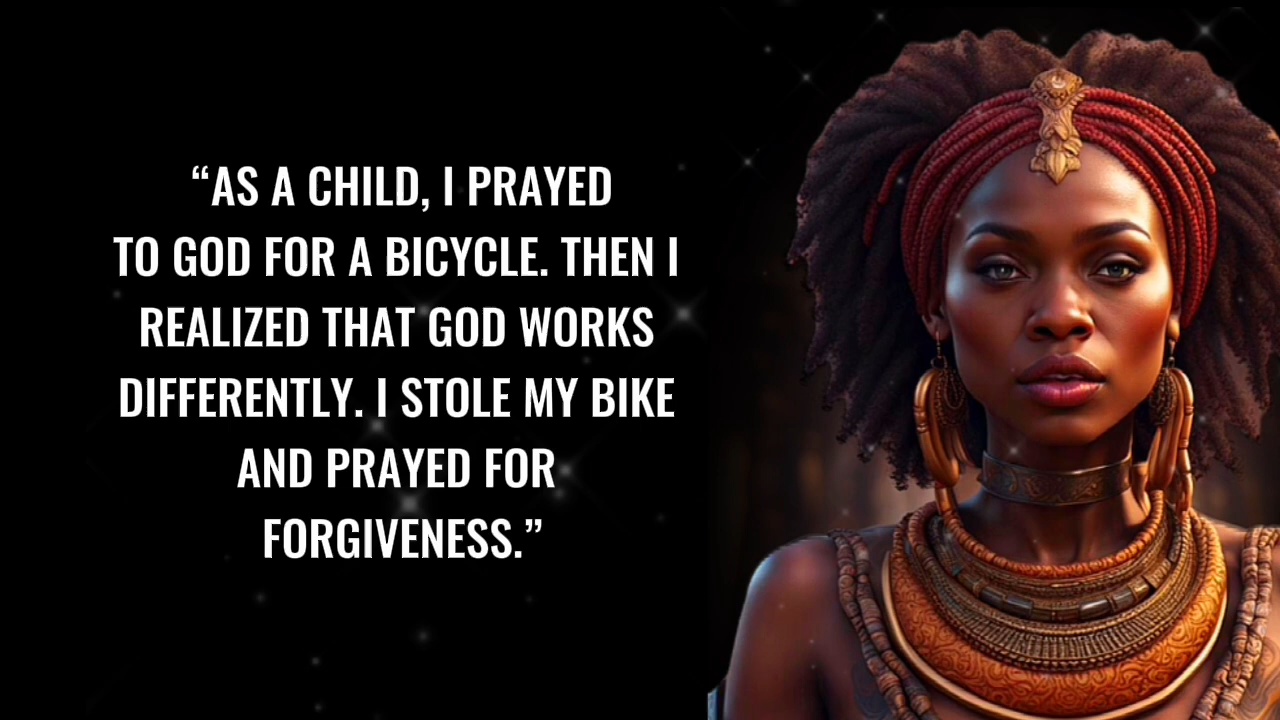 “AS A CHILD, I PRAYED
TO GOD FOR A BICYCLE. THEN I
REALIZED THAT GOD WORKS
DIFFERENTLY. I STOLE MY BIKE
AND PRAYED FOR
FORGIVENESS.”